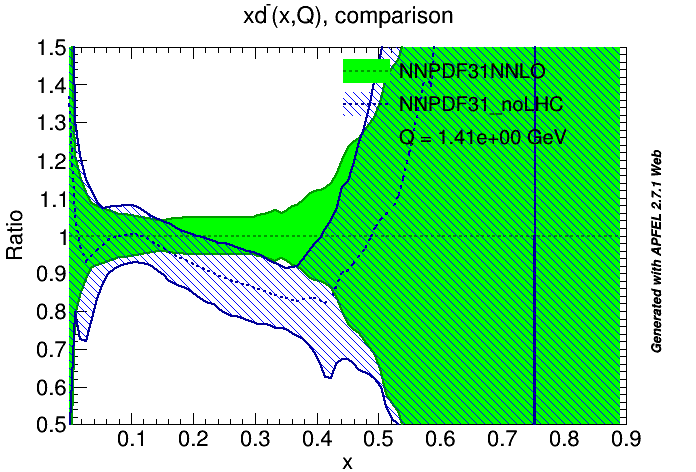 xd¯(x,Q), comparison
1.5
1.4
1.3
1.2
1.1
1
0.9
0.8
0.7
0.6
0.5
Ratio
NNPDF31NNLO
NNPDF31_noLHC
Q = 1.41e+00 GeV
0.1 0.2 0.3 0.4 0.5 0.6 0.7 0.8 0.9
x
Generated with APFEL 2.7.1 Web